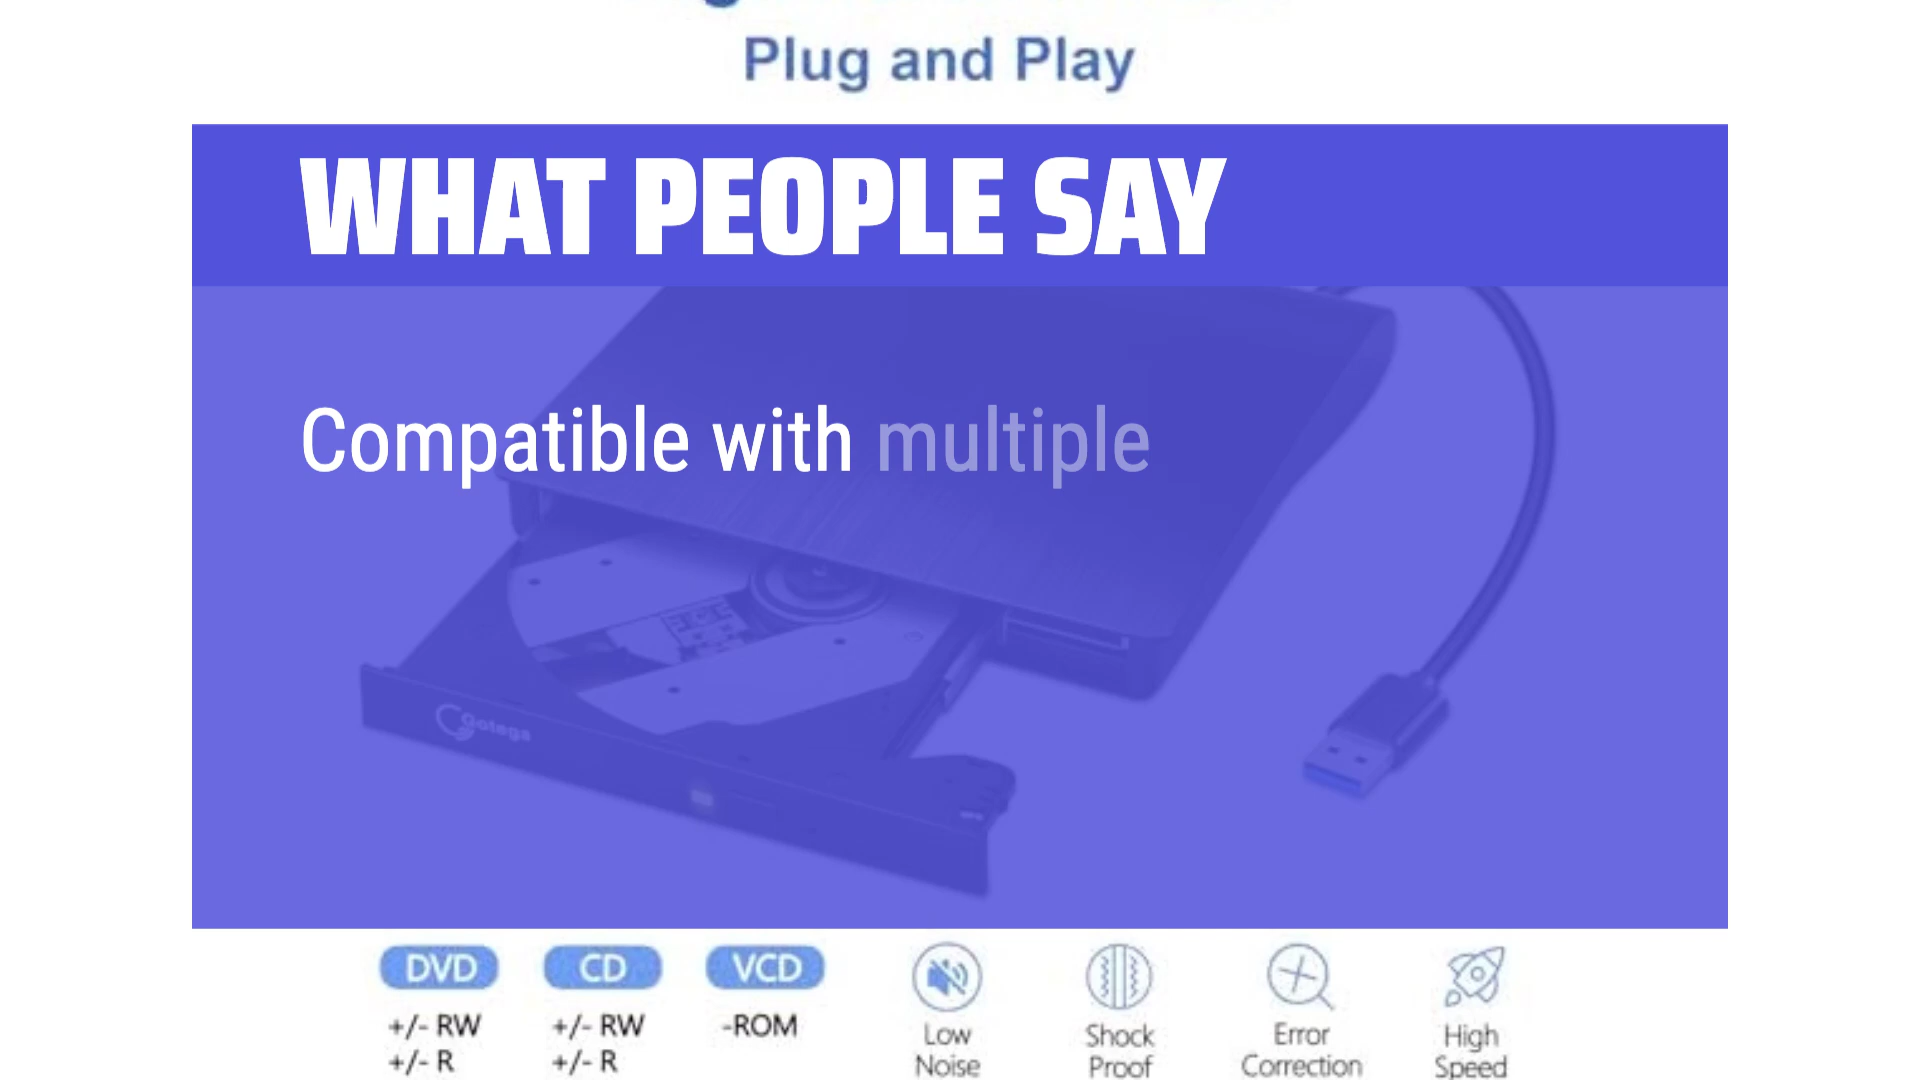 Plug and Play
WHAT PEOPLE SAY
Compatible with multiple
Gotega
DVD CD VCD
+/- RW +/- RW -ROM
+/- R +/- R
Low Noise
Shock Proof
Error Correction
High Speed